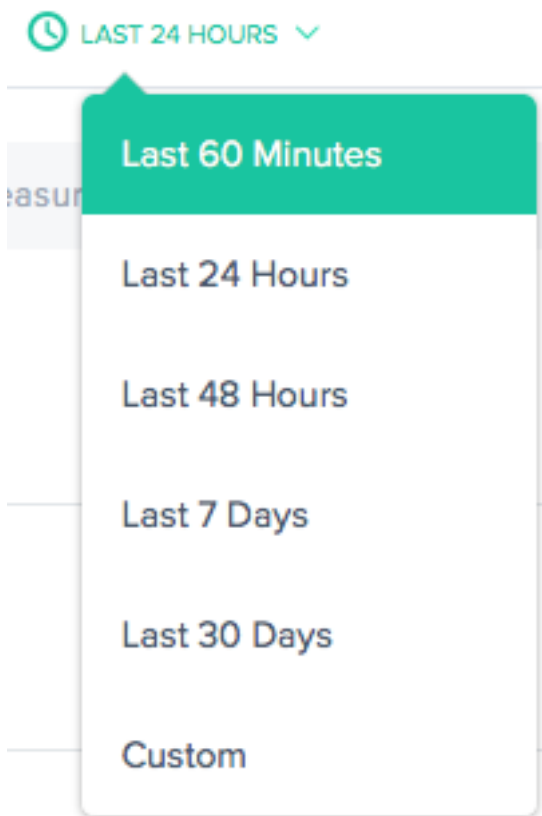 LAST 24 HOURS
Last 60 Minutes
Last 24 Hours
Last 48 Hours
Last 7 Days
Last 30 Days
Custom